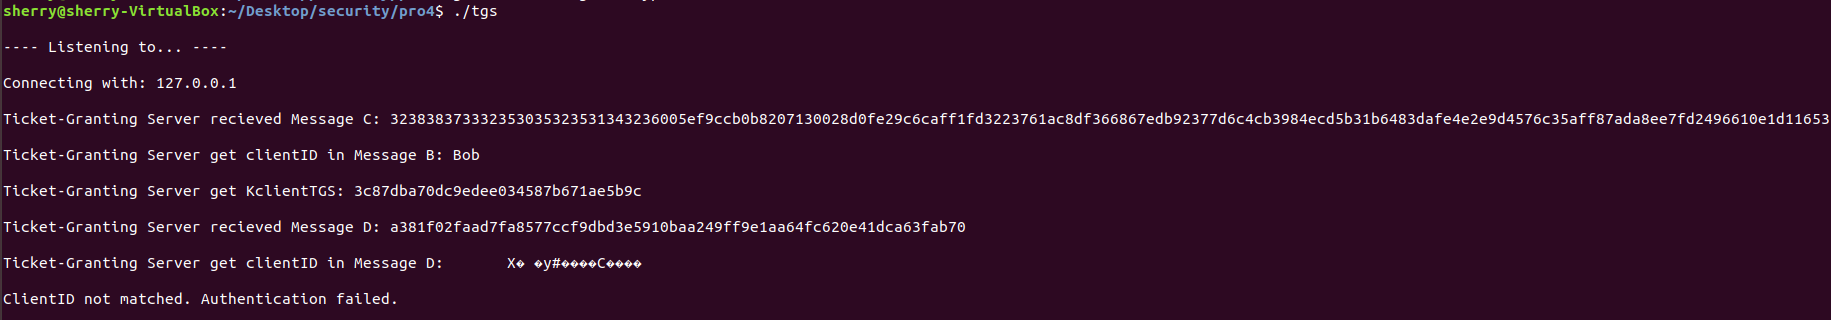 sherry@sherry-VirtualBox:~/Desktop/security/pro4$ ./tgs
---- Listening to... ----
Connecting with: 127.0.0.1
Ticket-Granting Server recieved Message C: 323838373332353035323531343236005ef9ccb0b8207130028d0fe29c6caff1fd3223761ac8df366867edb92377d6c4cb3984ecd5b31b6483dafe4e2e9d4576c35aff87ada8ee7fd2496610e1d11653
Ticket-Granting Server get clientID in Message B: Bob
Ticket-Granting Server get KclientTGS: 3c87dba70dc9edee034587b671ae5b9c
Ticket-Granting Server recieved Message D: a381f02faad7fa8577ccf9dbd3e5910baa249ff9e1aa64fc620e41dca63fab70
Ticket-Granting Server get clientID in Message D: X� �y#����C����
ClientID not matched. Authentication failed.